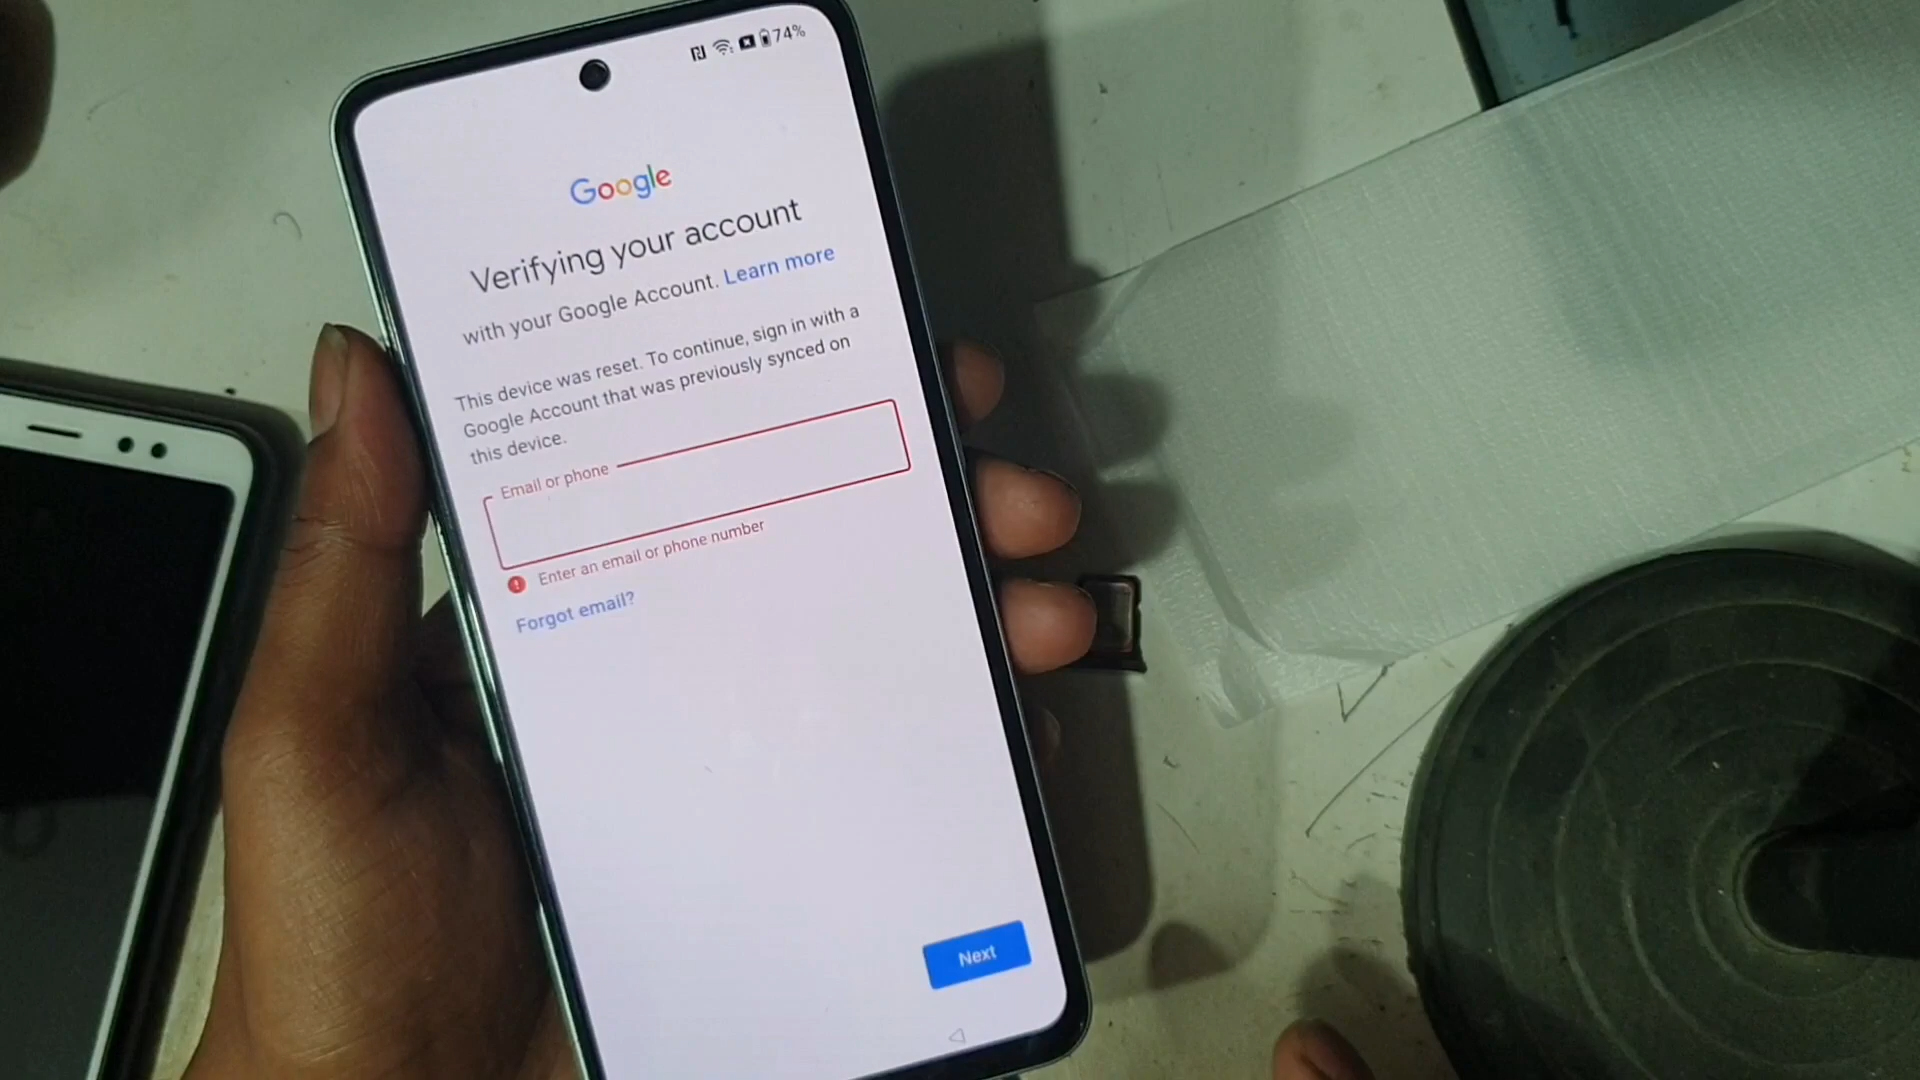 74%
Google
Verifying your account
with your Google Account. Learn more
This device was reset. To continue, sign in with a
Google Account that was previously synced on
this device.
Email or phone
Enter an email or phone number
Forgot email?
Next